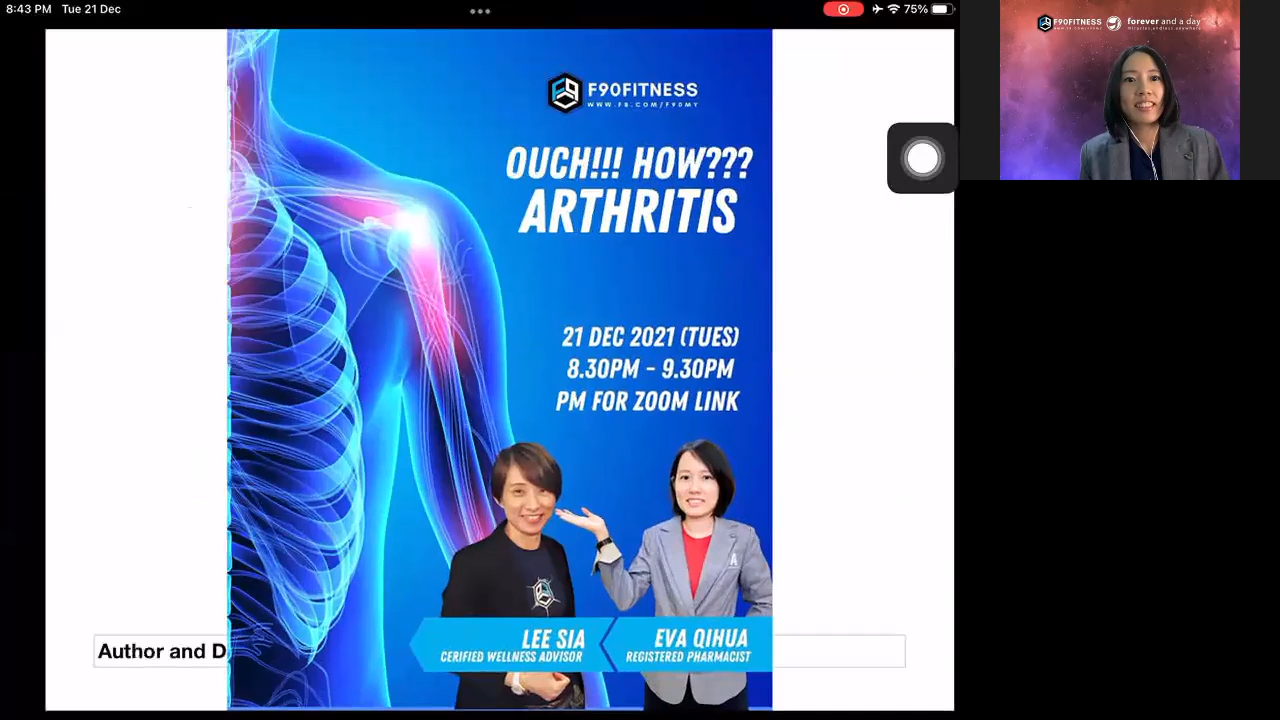 8:43 PM Tue 21 Dec
75%
F90FITNESS
WWW.FB.COM/F90MY
OUCH!!! HOW???
ARTHRITIS
21 DEC 2021 (TUES)
8.30PM - 9.30PM
PM FOR ZOOM LINK
LEE SIA
CERIFIED WELLNESS ADVISOR
EVA QIHUA
REGISTERED PHARMACIST
Author and D
F90FITNESS
forever and a day